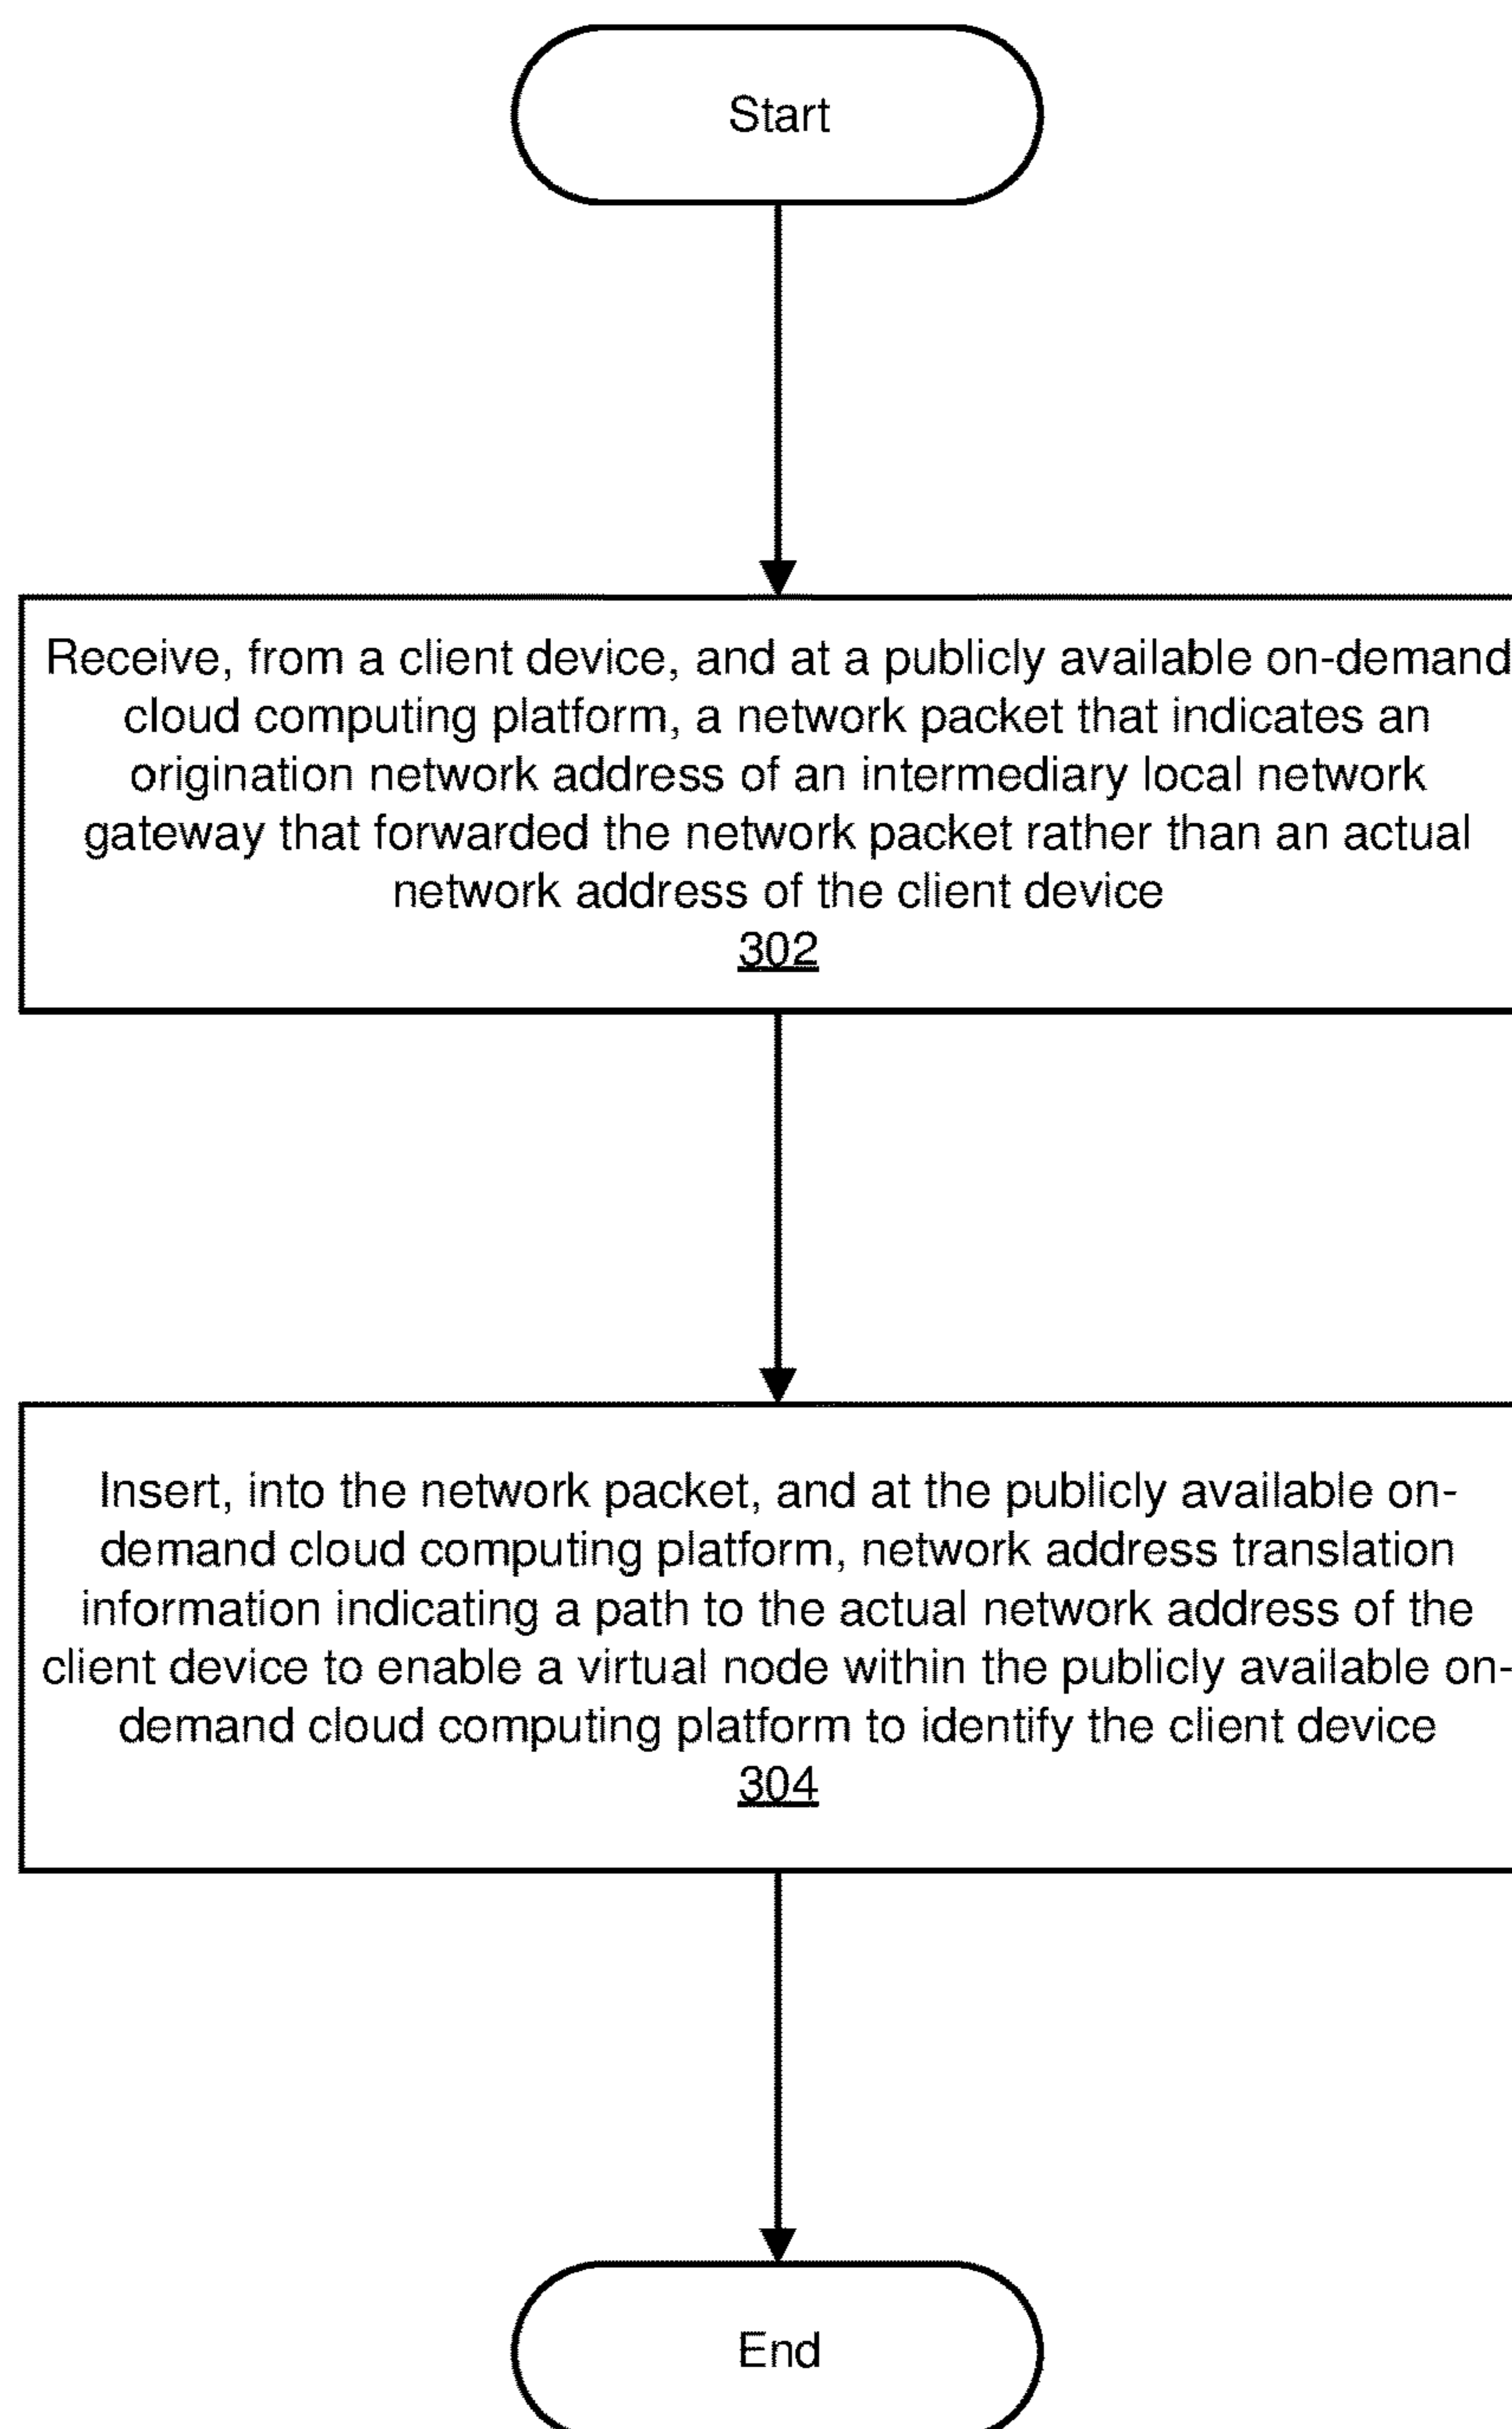 Start
Receive, from a client device, and at a publicly available on-demand
cloud computing platform, a network packet that indicates an
origination network address of an intermediary local network
gateway that forwarded the network packet rather than an actual
network address of the client device
302
Insert, into the network packet, and at the publicly available on-
demand cloud computing platform, network address translation
information indicating a path to the actual network address of the
client device to enable a virtual node within the publicly available on-
demand cloud computing platform to identify the client device
304
End